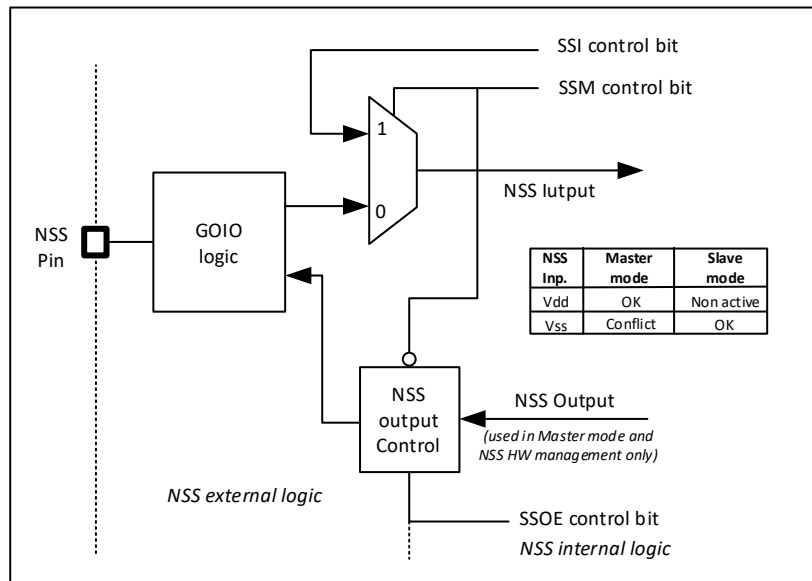 SSI control bit
SSM control bit
1
NSS Iutput
0
GOIO
logic
NSS
Pin
NSS Master Slave
Inp. mode mode
Vdd OK Non active
Vss Conflict OK
NSS
output
Control
NSS Output
(used in Master mode and
NSS HW management only)
NSS external logic
SSOE control bit
NSS internal logic